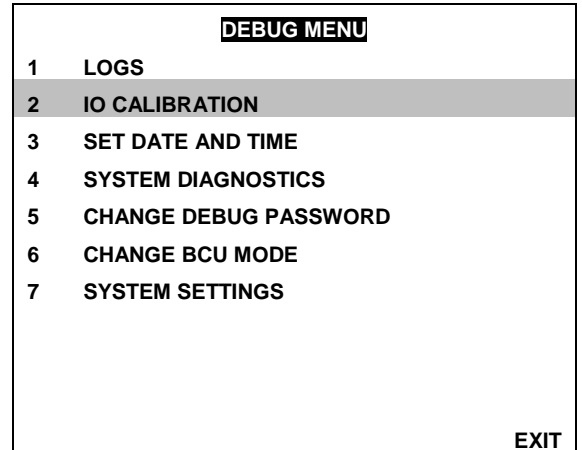 DEBUG MENU
1 LOGS
2 IO CALIBRATION
3 SET DATE AND TIME
4 SYSTEM DIAGNOSTICS
5 CHANGE DEBUG PASSWORD
6 CHANGE BCU MODE
7 SYSTEM SETTINGS
EXIT